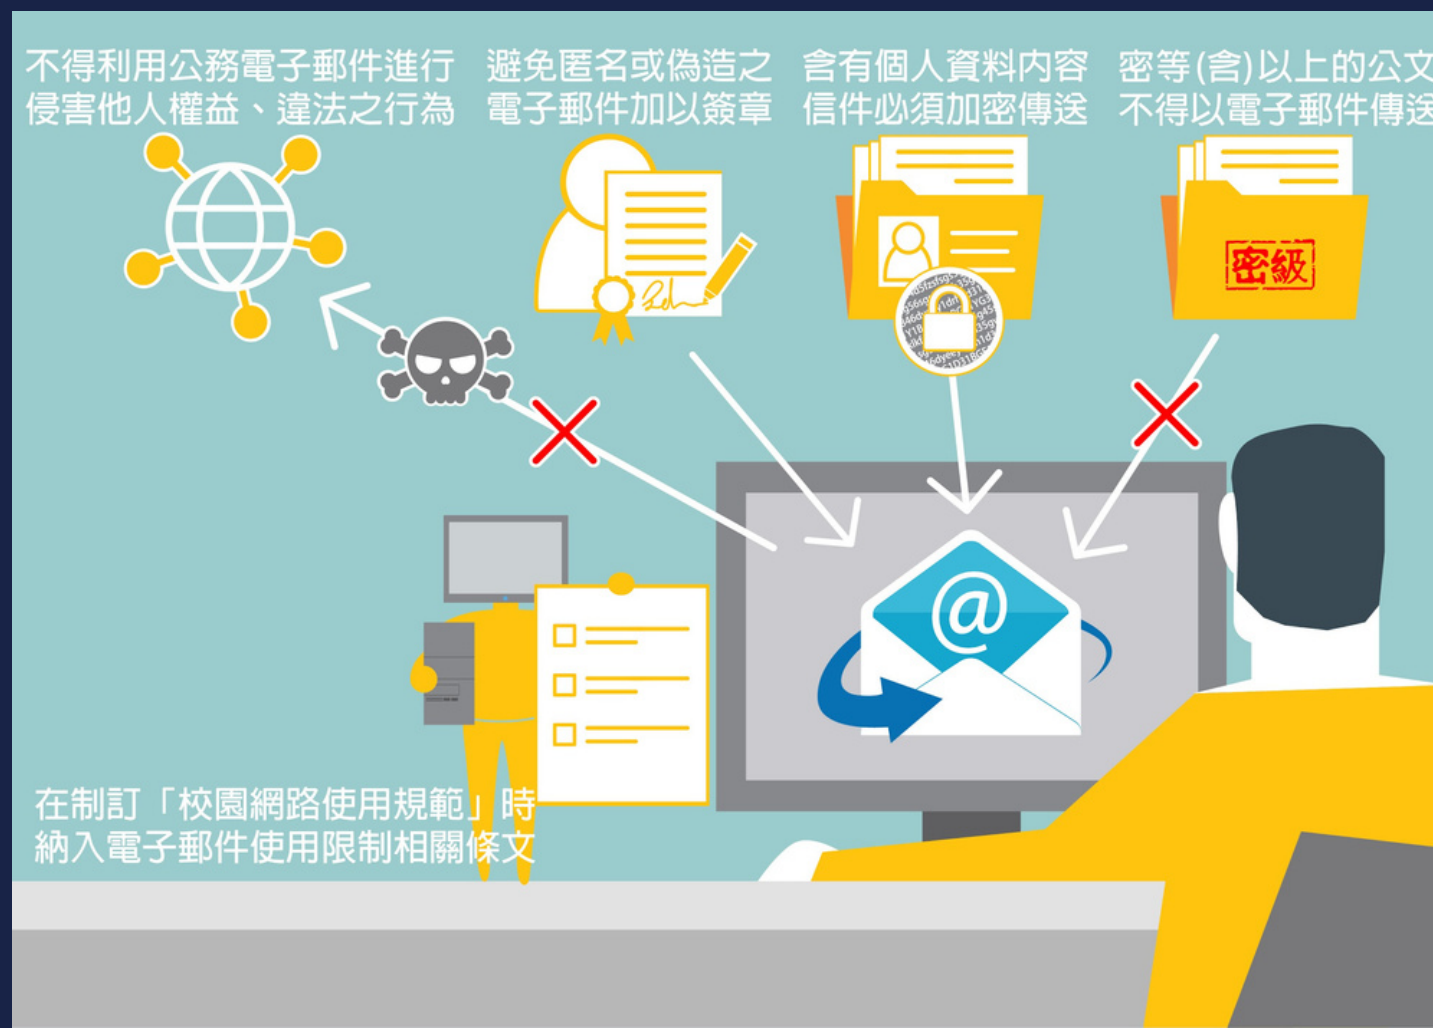 不得利用公務電子郵件進行
侵害他人權益、違法之行為
避免匿名或偽造之
電子郵件加以簽章
含有個人資料內容
信件必須加密傳送
密等(含)以上的公文
不得以電子郵件傳送
密級
@
在制訂「校園網路使用規範」時
納入電子郵件使用限制相關條文